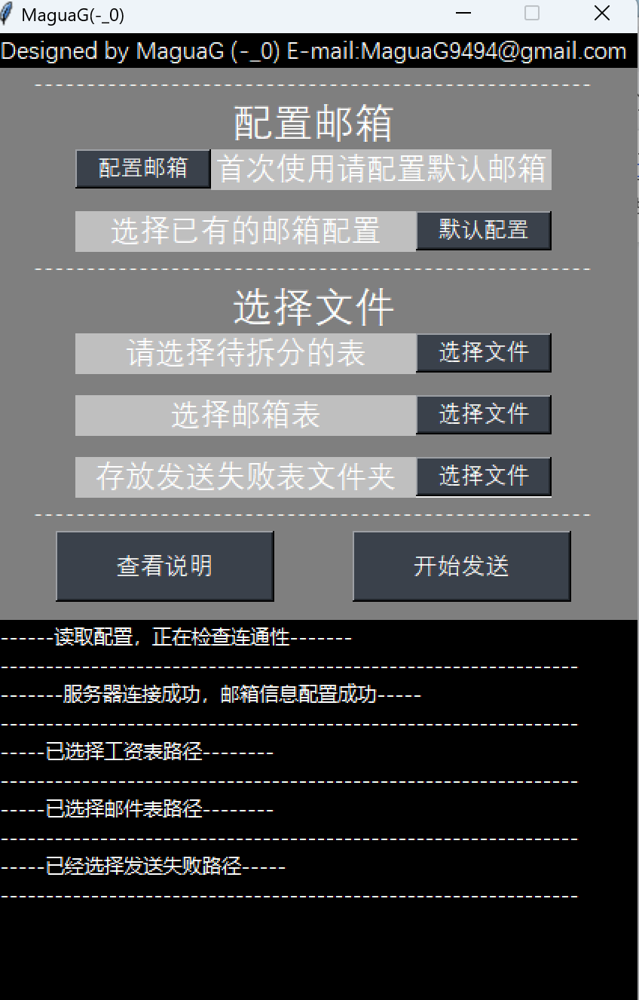 MaguaG(-_0)
Designed by MaguaG (-_0) E-mail:MaguaG9494@gmail.com
--------------------------------------------------
配置邮箱
配置邮箱 首次使用请配置默认邮箱
选择已有的邮箱配置 默认配置
--------------------------------------------------
选择文件
请选择待拆分的表 选择文件
选择邮箱表 选择文件
存放发送失败表文件夹 选择文件
--------------------------------------------------
查看说明 开始发送
------读取配置，正在检查连通性-------
----------------------------------------------------------------
-------服务器连接成功，邮箱信息配置成功-----
----------------------------------------------------------------
-----已选择工资表路径--------
----------------------------------------------------------------
-----已选择邮件表路径--------
----------------------------------------------------------------
-----已经选择发送失败路径-----
----------------------------------------------------------------